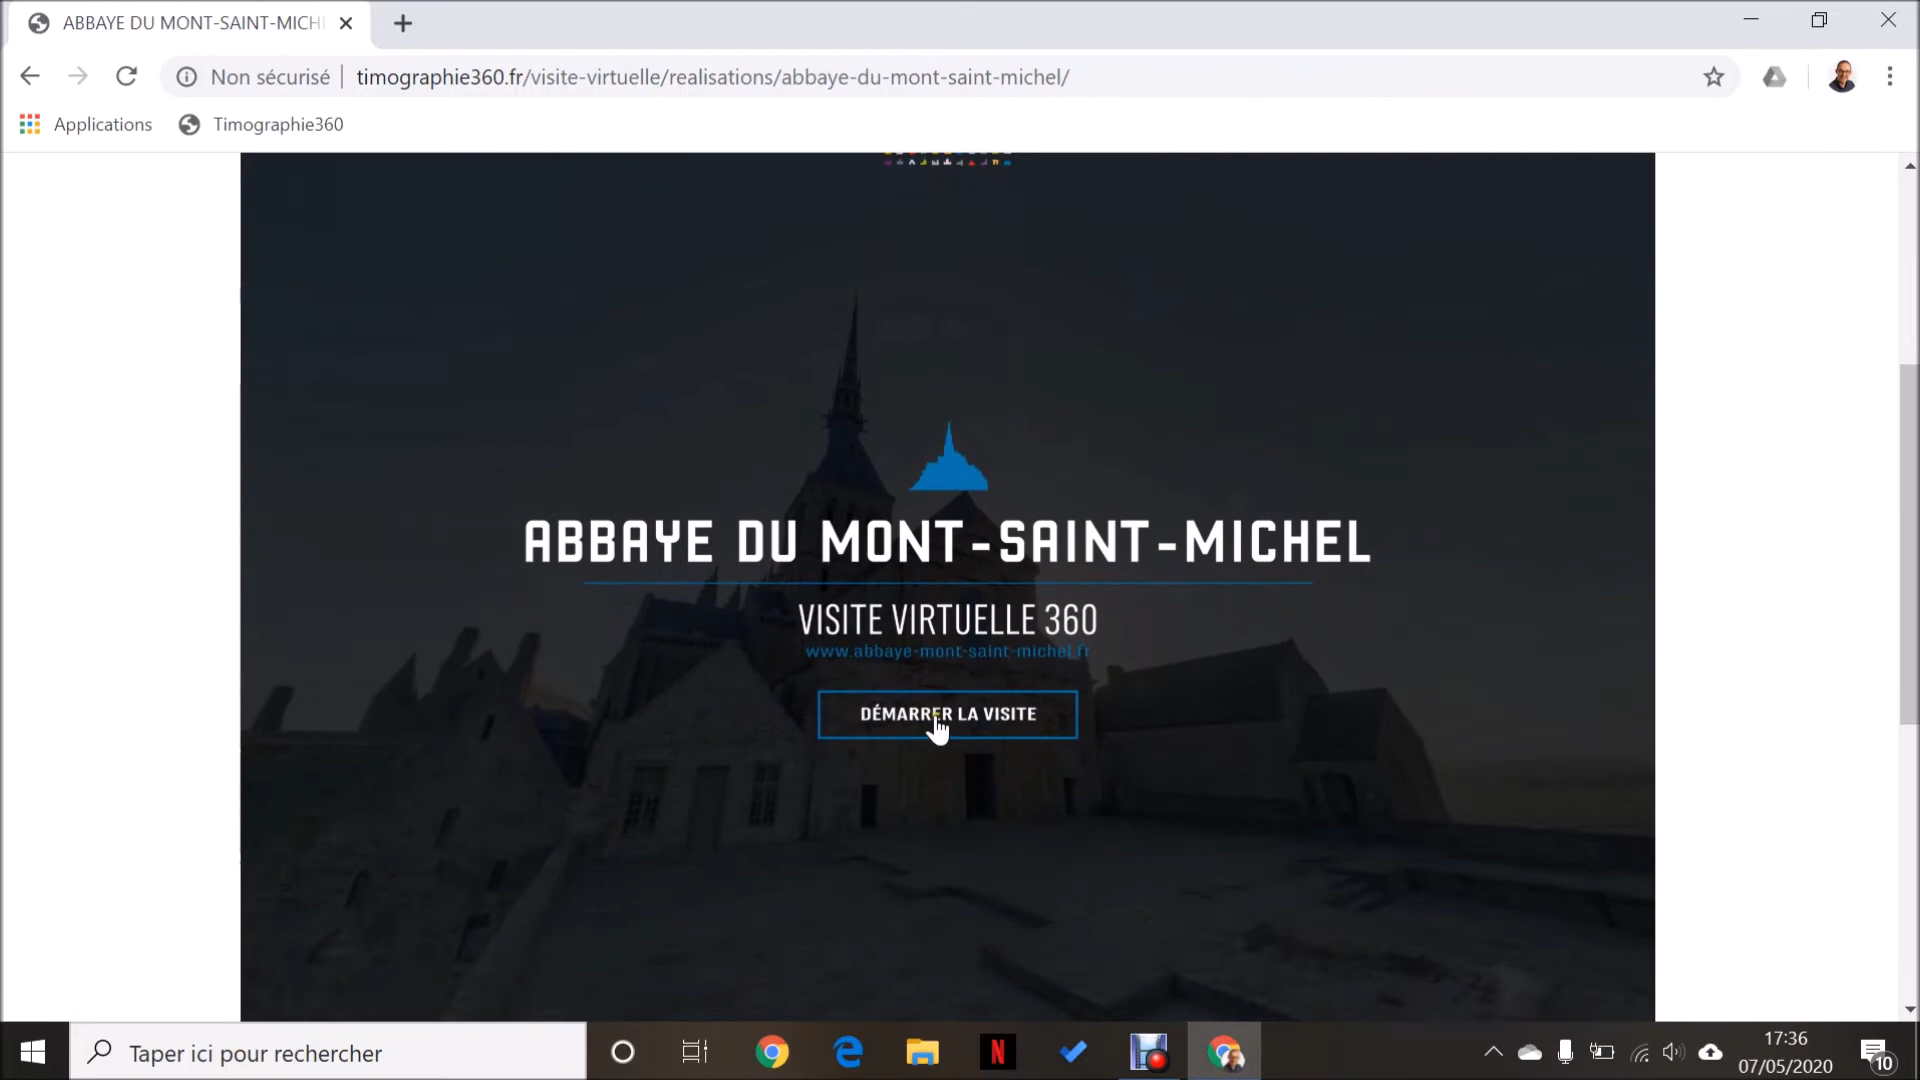 ABBAYE DU MONT-SAINT-MICH
Non sécurisé timographie360.fr/visite-virtuelle/realisations/abbaye-du-mont-saint-michel/
Applications Timographie360
ABBAYE DU MONT-SAINT-MICHEL
VISITE VIRTUELLE 360
www.abbaye-mont-saint-michel.fr
DÉMARRER LA VISITE
Taper ici pour rechercher
N
17:36
07/05/2020
10